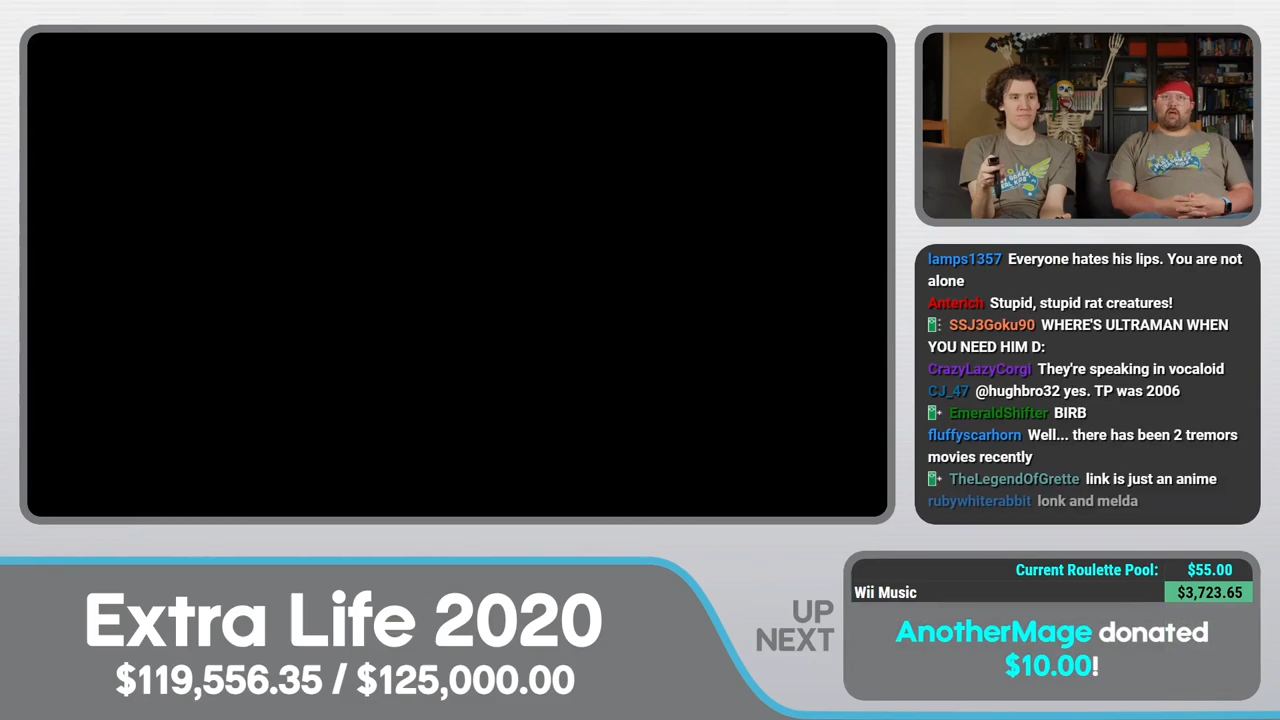 lamps1357 Everyone hates his lips. You are not
alone
Anterich Stupid, stupid rat creatures!
SSJ3Goku90 WHERE'S ULTRAMAN WHEN
YOU NEED HIM D:
CrazyLazyCorgi They're speaking in vocaloid
CJ_47 @hughbro32 yes. TP was 2006
EmeraldShifter BIRB
fluffyscarhorn Well... there has been 2 tremors
movies recently
TheLegendOfGrette link is just an anime
rubywhiterabbit lonk and melda
Extra Life 2020
$119,556.35 / $125,000.00
UP
NEXT
Current Roulette Pool: $55.00
Wii Music $3,723.65
AnotherMage donated
$10.00!